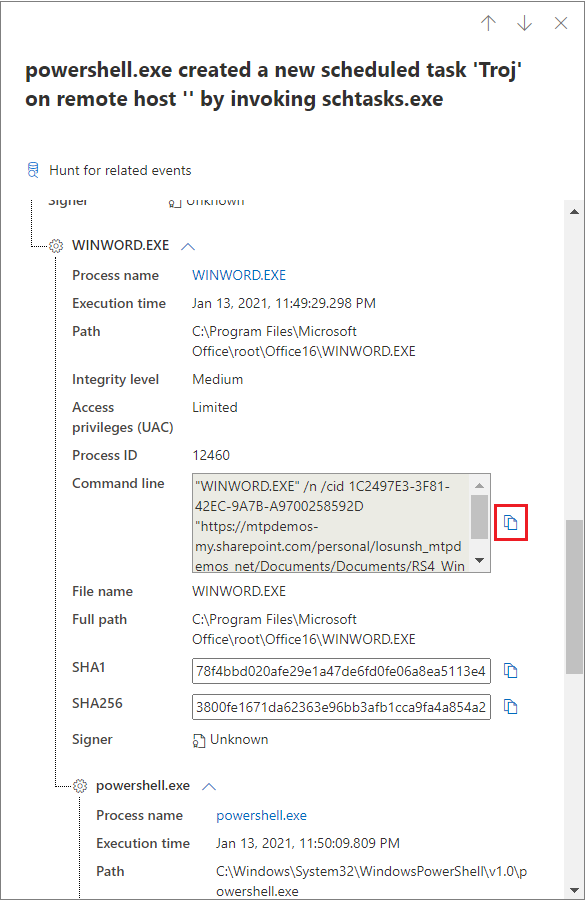 powershell.exe created a new scheduled task 'Troj'
on remote host '' by invoking schtasks.exe
Hunt for related events
Signer Unknown
WINWORD.EXE
Process name WINWORD.EXE
Execution time Jan 13, 2021, 11:49:29.298 PM
Path C:\Program Files\Microsoft
Office\root\Office16\WINWORD.EXE
Integrity level Medium
Access Limited
privileges (UAC)
Process ID 12460
Command line "WINWORD.EXE" /n /cid 1C2497E3-3F81-
42EC-9A7B-A9700258592D
"https://mtpdemos-
my.sharepoint.com/personal/losunsh_mtpd
emos_net/Documents/Documents/RS4_Win
File name WINWORD.EXE
Full path C:\Program Files\Microsoft
Office\root\Office16\WINWORD.EXE
SHA1 78f4bbd020afe29e1a47de6fd0fe06a8ea5113e4
SHA256 3800fe1671da62363e96bb3afb1cca9fa4a854a2
Signer Unknown
powershell.exe
Process name powershell.exe
Execution time Jan 13, 2021, 11:50:09.809 PM
Path C:\Windows\System32\WindowsPowerShell\v1.0\p
owershell.exe